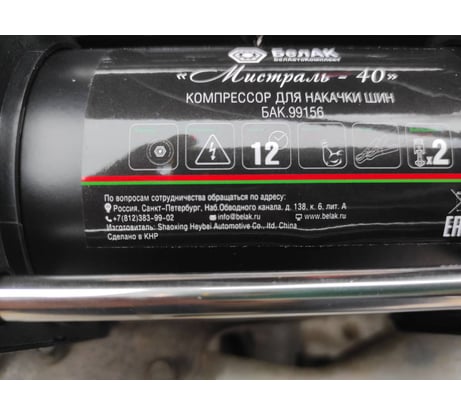 БелАК
БЕЛАВТОКОМПЛЕКТ
«Мистраль - 40»
КОМПРЕССОР ДЛЯ НАКАЧКИ ШИН
БАК.99156
12
x2
По вопросам сотрудничества обращаться по адресу:
Россия, Санкт-Петербург, Наб.Обводного канала, д. 138, к. 6, лит. А
+7(812)383-99-02 info@belak.ru www.belak.ru
Изготовитель: Shaoxing Heybei Automotive Co., ltd, China
Сделано в КНР